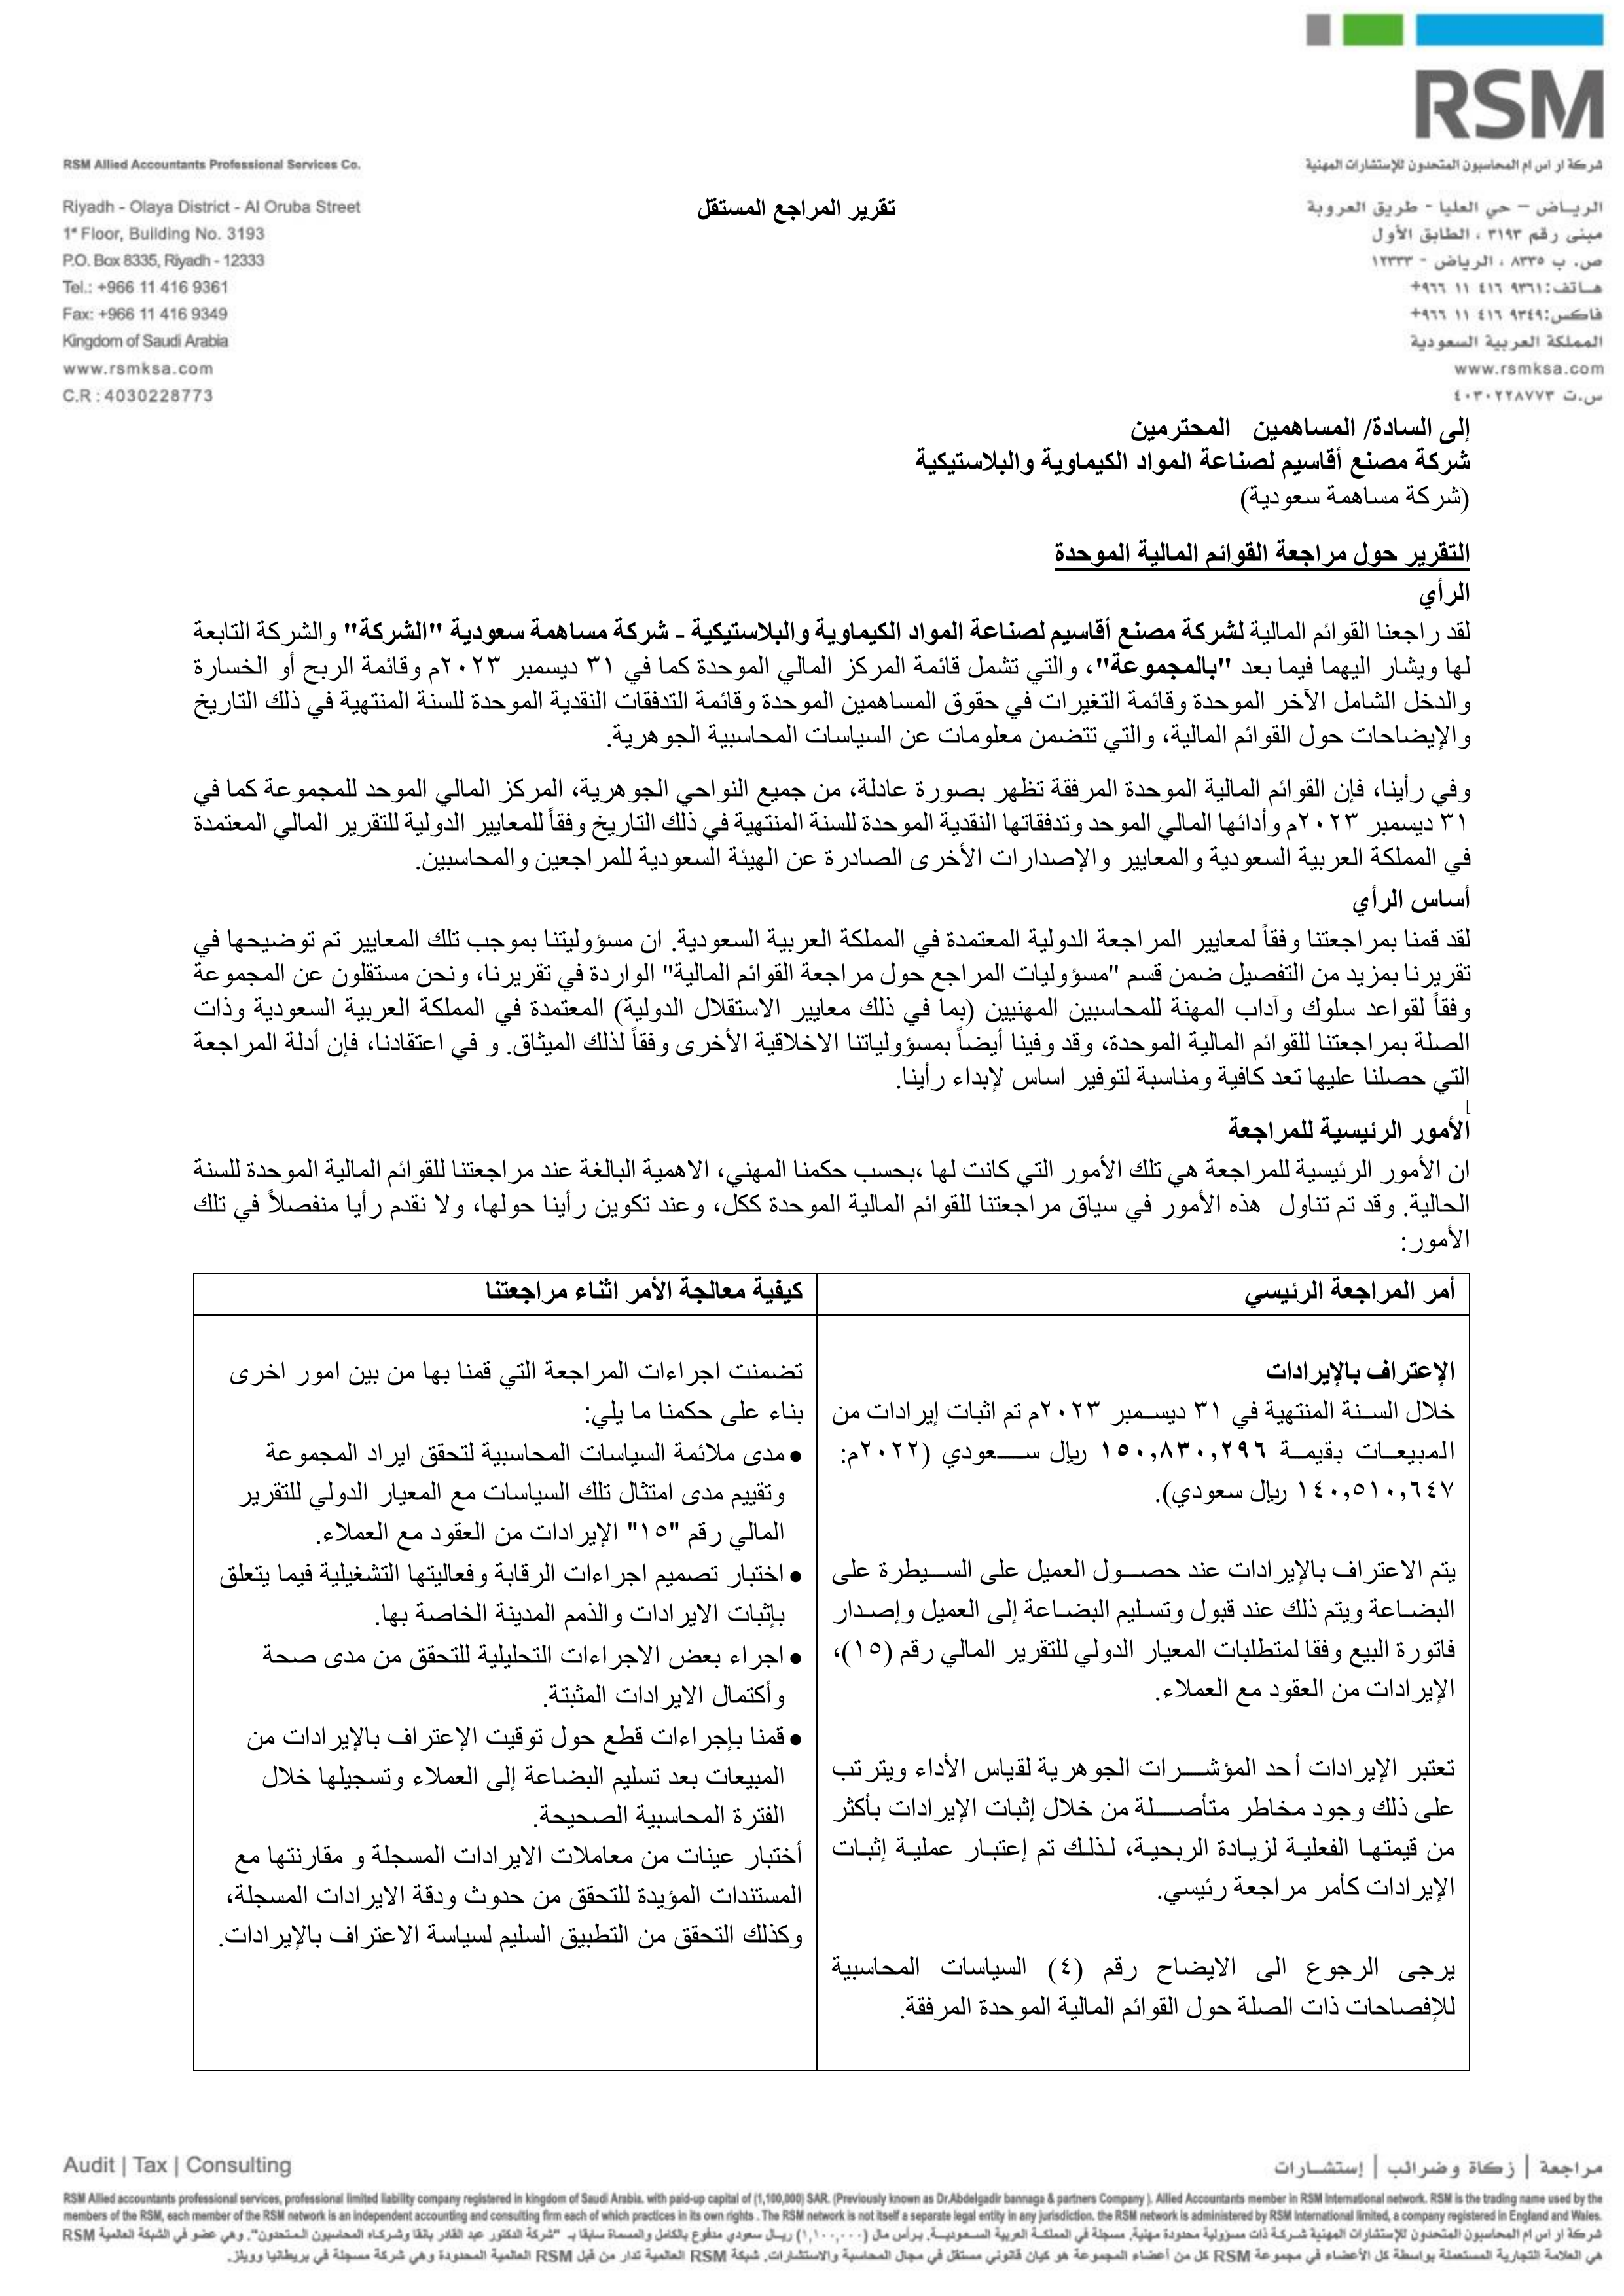 RSM
RSM Allied Accountants Professional Services Co.
Riyadh - Olaya District - Al Oruba Street
1st Floor, Building No. 3193
P.O. Box 8335, Riyadh - 12333
Tel.: +966 11 416 9361
Fax: +966 11 416 9349
Kingdom of Saudi Arabia
www.rsmksa.com
C.R : 4030228773
شركة ار اس ام المحاسبون المتحدون للإستشارات المهنية
الرياض – حي العليا - طريق العروبة
مبنى رقم ٣١٩٣ ، الطابق الأول
ص. ب ٨٣٣٥ ، الرياض - ١٢٣٣٣
هاتف: ٩٣٦١ ٤١٦ ١١ ٩٦٦+
فاكس: ٩٣٤٩ ٤١٦ ١١ ٩٦٦+
المملكة العربية السعودية
www.rsmksa.com
س.ت ٤٠٣٠٢٢٨٧٧٣
تقرير المراجع المستقل
إلى السادة/ المساهمين المحترمين
شركة مصنع أقاسيم لصناعة المواد الكيماوية والبلاستيكية
(شركة مساهمة سعودية)
التقرير حول مراجعة القوائم المالية الموحدة
الرأي
لقد راجعنا القوائم المالية لشركة مصنع أقاسيم لصناعة المواد الكيماوية والبلاستيكية - شركة مساهمة سعودية "الشركة" والشركة التابعة
لها ويشار اليهما فيما بعد "بالمجموعة"، والتي تشمل قائمة المركز المالي الموحدة كما في ٣١ ديسمبر ٢٠٢٣م وقائمة الربح أو الخسارة
والدخل الشامل الآخر الموحدة وقائمة التغيرات في حقوق المساهمين الموحدة وقائمة التدفقات النقدية الموحدة للسنة المنتهية في ذلك التاريخ
والإيضاحات حول القوائم المالية، والتي تتضمن معلومات عن السياسات المحاسبية الجوهرية.
وفي رأينا، فإن القوائم المالية الموحدة المرفقة تظهر بصورة عادلة، من جميع النواحي الجوهرية، المركز المالي الموحد للمجموعة كما في
٣١ ديسمبر ٢٠٢٣م وأدائها المالي الموحد وتدفقاتها النقدية الموحدة للسنة المنتهية في ذلك التاريخ وفقاً للمعايير الدولية للتقرير المالي المعتمدة
في المملكة العربية السعودية والمعايير والإصدارات الأخرى الصادرة عن الهيئة السعودية للمراجعين والمحاسبين.
أساس الرأي
لقد قمنا بمراجعتنا وفقاً لمعايير المراجعة الدولية المعتمدة في المملكة العربية السعودية. ان مسؤوليتنا بموجب تلك المعايير تم توضيحها في
تقريرنا بمزيد من التفصيل ضمن قسم "مسؤوليات المراجع حول مراجعة القوائم المالية" الواردة في تقريرنا، ونحن مستقلون عن المجموعة
وفقاً لقواعد سلوك وآداب المهنة للمحاسبين المهنيين (بما في ذلك معايير الاستقلال الدولية) المعتمدة في المملكة العربية السعودية وذات
الصلة بمراجعتنا للقوائم المالية الموحدة، وقد وفينا أيضاً بمسؤولياتنا الاخلاقية الأخرى وفقاً لذلك الميثاق. و في اعتقادنا، فإن أدلة المراجعة
التي حصلنا عليها تعد كافية ومناسبة لتوفير اساس لإبداء رأينا.
[
الأمور الرئيسية للمراجعة
ان الأمور الرئيسية للمراجعة هي تلك الأمور التي كانت لها ،بحسب حكمنا المهني، الاهمية البالغة عند مراجعتنا للقوائم المالية الموحدة للسنة
الحالية. وقد تم تناول هذه الأمور في سياق مراجعتنا للقوائم المالية الموحدة ككل، وعند تكوين رأينا حولها، ولا نقدم رأيا منفصلاً في تلك
الأمور:
أمر المراجعة الرئيسي
الإعتراف بالإيرادات
خلال السنة المنتهية في ٣١ ديسمبر ٢٠٢٣م تم اثبات إيرادات من
المبيعات بقيمة ١٥٠,٨٣٠,٢٩٦ ريال سعودي (٢٠٢٢م:
١٤٠,٥١٠,٦٤٧ ريال سعودي).
يتم الاعتراف بالإيرادات عند حصول العميل على السيطرة على
البضاعة ويتم ذلك عند قبول وتسليم البضاعة إلى العميل وإصدار
فاتورة البيع وفقا لمتطلبات المعيار الدولي للتقرير المالي رقم (١٥)،
الإيرادات من العقود مع العملاء.
تعتبر الإيرادات أحد المؤشرات الجوهرية لقياس الأداء ويترتب
على ذلك وجود مخاطر متأصلة من خلال إثبات الإيرادات بأكثر
من قيمتها الفعلية لزيادة الربحية، لذلك تم إعتبار عملية إثبات
الإيرادات كأمر مراجعة رئيسي.
يرجى الرجوع الى الايضاح رقم (٤) السياسات المحاسبية
للإفصاحات ذات الصلة حول القوائم المالية الموحدة المرفقة.
كيفية معالجة الأمر اثناء مراجعتنا
تضمنت اجراءات المراجعة التي قمنا بها من بين امور اخرى
بناء على حكمنا ما يلي:
• مدى ملائمة السياسات المحاسبية لتحقق ايراد المجموعة
وتقييم مدى امتثال تلك السياسات مع المعيار الدولي للتقرير
المالي رقم "١٥" الإيرادات من العقود مع العملاء.
• اختبار تصميم اجراءات الرقابة وفعاليتها التشغيلية فيما يتعلق
بإثبات الايرادات والذمم المدينة الخاصة بها.
• اجراء بعض الاجراءات التحليلية للتحقق من مدى صحة
وأكتمال الايرادات المثبتة.
• قمنا بإجراءات قطع حول توقيت الإعتراف بالإيرادات من
المبيعات بعد تسليم البضاعة إلى العملاء وتسجيلها خلال
الفترة المحاسبية الصحيحة.
أختبار عينات من معاملات الايرادات المسجلة و مقارنتها مع
المستندات المؤيدة للتحقق من حدوث ودقة الايرادات المسجلة،
وكذلك التحقق من التطبيق السليم لسياسة الاعتراف بالإيرادات.
Audit | Tax | Consulting
مراجعة | زكاة وضرائب | إستشارات
RSM Allied accountants professional services, professional limited liability company registered in kingdom of Saudi Arabia. with paid-up capital of (1,100,000) SAR. (Previously known as Dr.Abdelgadir bannaga & partners Company ). Allied Accountants member in RSM International network. RSM is the trading name used by the
members of the RSM, each member of the RSM network is an independent accounting and consulting firm each of which practices in its own rights . The RSM network is not itself a separate legal entity in any jurisdiction. the RSM network is administered by RSM International limited, a company registered in England and Wales.
شركة ار اس ام المحاسبون المتحدون للإستشارات المهنية شركة ذات مسؤولية محدودة مهنية, مسجلة في المملكة العربية السعودية, برأس مال (١,١٠٠,٠٠٠) ريال سعودي مدفوع بالكامل والمسماة سابقا بـ "شركة الدكتور عبد القادر بانقا وشركاه المحاسبون المتحدون". وهي عضو في الشبكة العالمية RSM
هي العلامة التجارية المستعملة بواسطة كل الأعضاء في مجموعة RSM كل من أعضاء المجموعة هو كيان قانوني مستقل في مجال المحاسبة والاستشارات. شبكة RSM العالمية تدار من قبل RSM العالمية المحدودة وهي شركة مسجلة في بريطانيا وويلز.